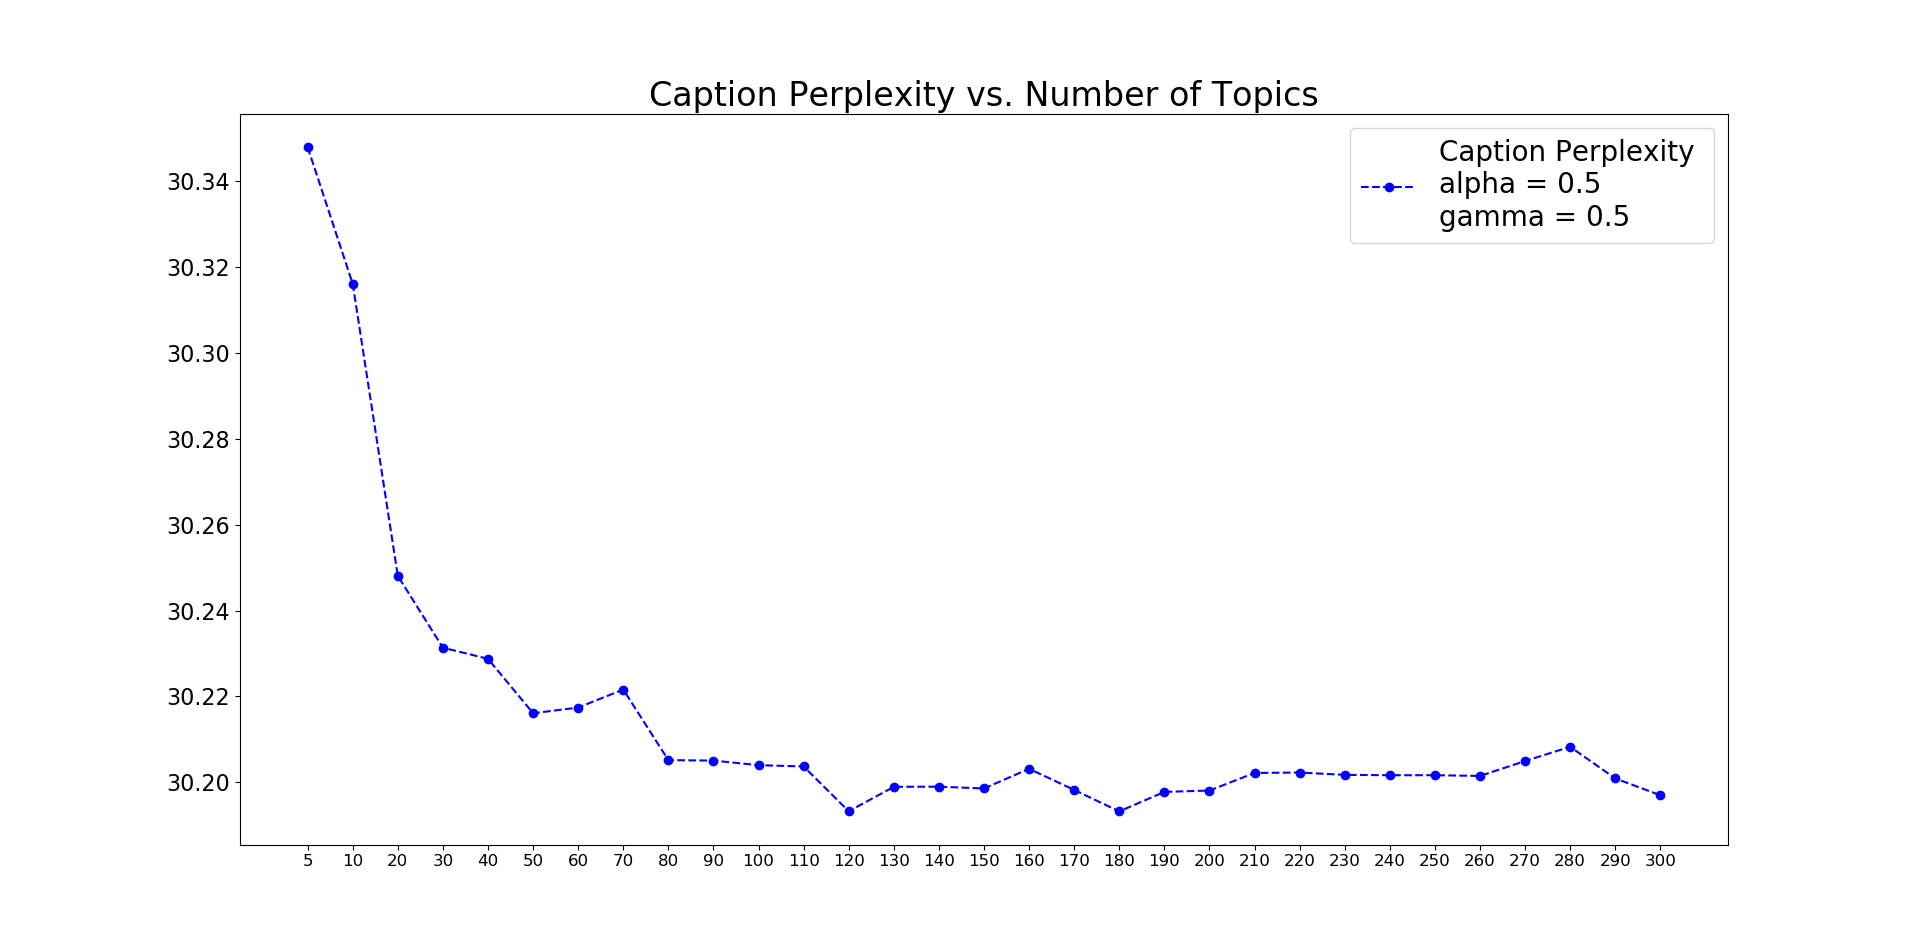 Caption Perplexity vs. Number of Topics
Caption Perplexity
alpha = 0.5
gamma = 0.5
30.34
30.32
30.30
30.28
30.26
30.24
30.22
30.20
5 10 20 30 40 50 60 70 80 90 100 110 120 130 140 150 160 170 180 190 200 210 220 230 240 250 260 270 280 290 300